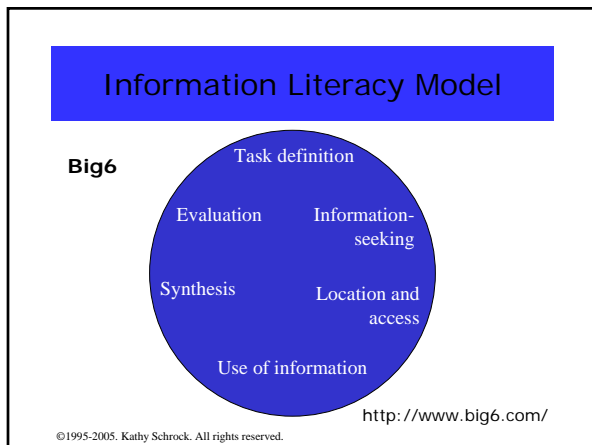 Information Literacy Model
Big6
Task definition
Evaluation
Information-
seeking
Synthesis
Location and
access
Use of information
http://www.big6.com/
©1995-2005. Kathy Schrock. All rights reserved.